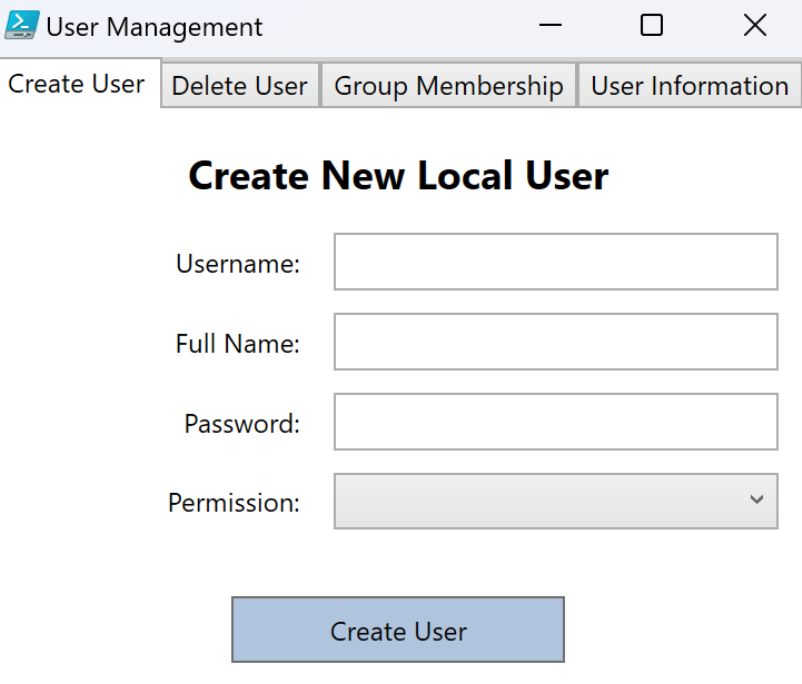 User Management
Create User Delete User Group Membership User Information
Create New Local User
Username:
Full Name:
Password:
Permission:
Create User